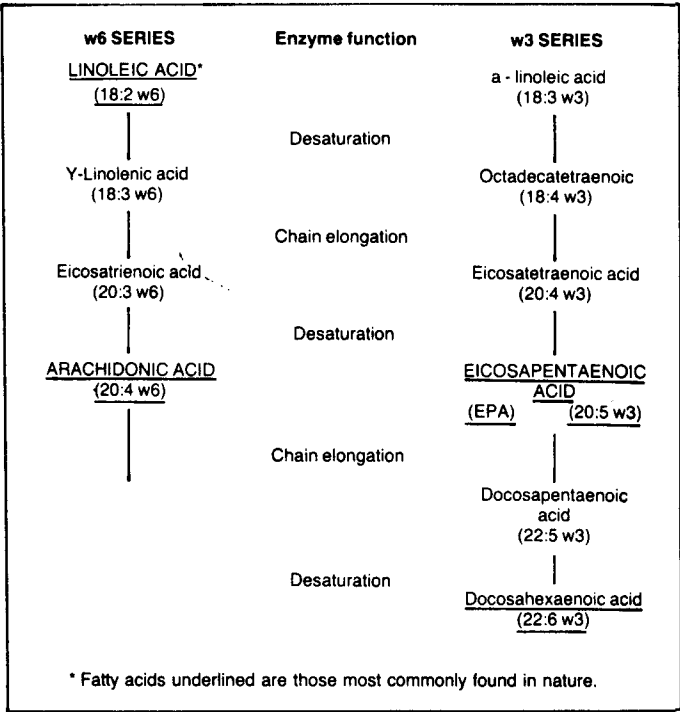 w6 SERIES Enzyme function w3 SERIES
LINOLEIC ACID*
(18:2 w6)
a - linoleic acid
(18:3 w3)
Desaturation
Y-Linolenic acid
(18:3 w6)
Octadecatetraenoic
(18:4 w3)
Chain elongation
Eicosatrienoic acid
(20:3 w6)
Eicosatetraenoic acid
(20:4 w3)
Desaturation
ARACHIDONIC ACID
(20:4 w6)
EICOSAPENTAENOIC
ACID
(EPA) (20:5 w3)
Chain elongation
Docosapentaenoic
acid
(22:5 w3)
Desaturation
Docosahexaenoic acid
(22:6 w3)
* Fatty acids underlined are those most commonly found in nature.